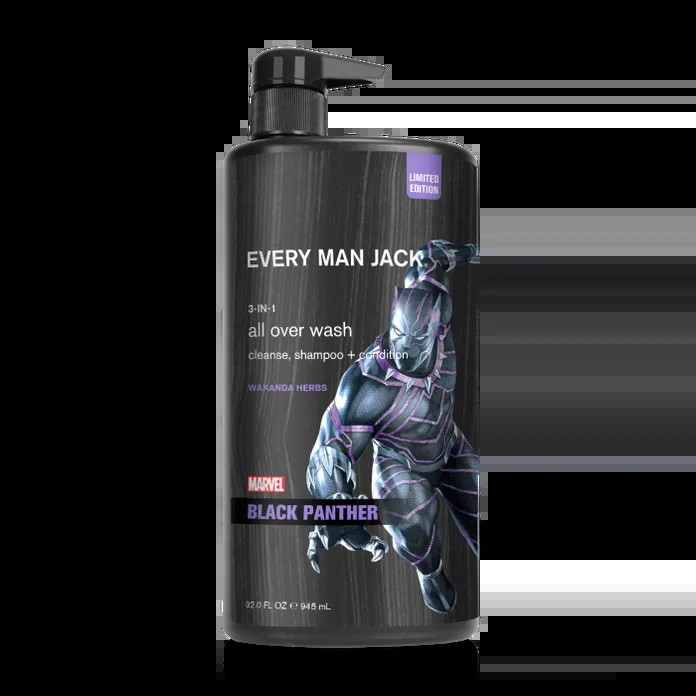 LIMITED
EDITION
EVERY MAN JACK
3-IN-1
all over wash
cleanse, shampoo + condition
WAKANDA HERBS
MARVEL
BLACK PANTHER
32.0 FL OZ ℮ 945 mL